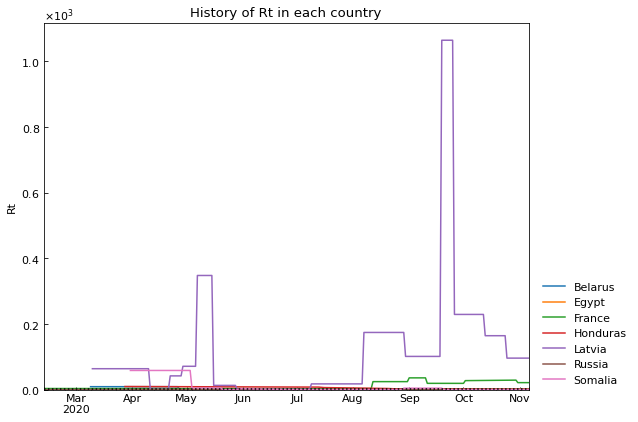 History of Rt in each country
×10³
1.0
0.8
0.6
0.4
0.2
0.0
Rt
Mar Apr May Jun Jul Aug Sep Oct Nov
2020
Belarus
Egypt
France
Honduras
Latvia
Russia
Somalia